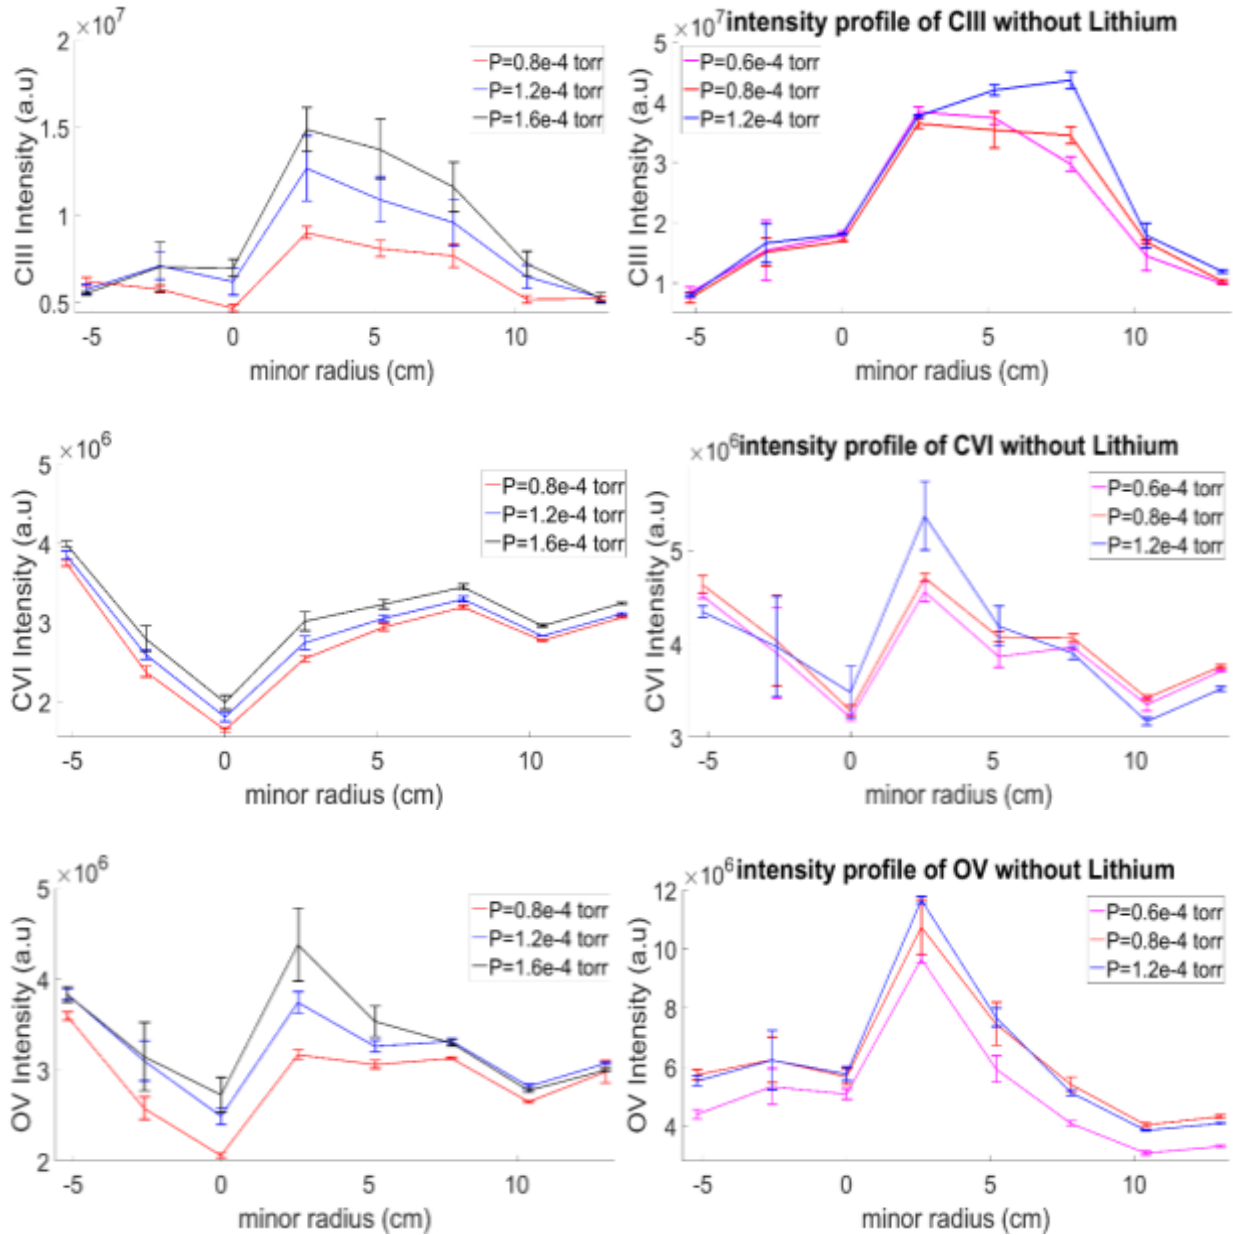 ×10^7
2
1.5
1
0.5
CIII Intensity (a.u)
P=0.8e-4 torr
P=1.2e-4 torr
P=1.6e-4 torr
-5 0 5 10
minor radius (cm)
×10^7 intensity profile of CIII without Lithium
5
4
3
2
1
CIII Intensity (a.u)
P=0.6e-4 torr
P=0.8e-4 torr
P=1.2e-4 torr
-5 0 5 10
minor radius (cm)
×10^6
5
4
3
2
CVI Intensity (a.u)
P=0.8e-4 torr
P=1.2e-4 torr
P=1.6e-4 torr
-5 0 5 10
minor radius (cm)
×10^6 intensity profile of CVI without Lithium
5
4
3
CVI Intensity (a.u)
P=0.6e-4 torr
P=0.8e-4 torr
P=1.2e-4 torr
-5 0 5 10
minor radius (cm)
×10^6
5
4
3
2
OV Intensity (a.u)
P=0.8e-4 torr
P=1.2e-4 torr
P=1.6e-4 torr
-5 0 5 10
minor radius (cm)
×10^6 intensity profile of OV without Lithium
12
10
8
6
4
OV Intensity (a.u)
P=0.6e-4 torr
P=0.8e-4 torr
P=1.2e-4 torr
-5 0 5 10
minor radius (cm)